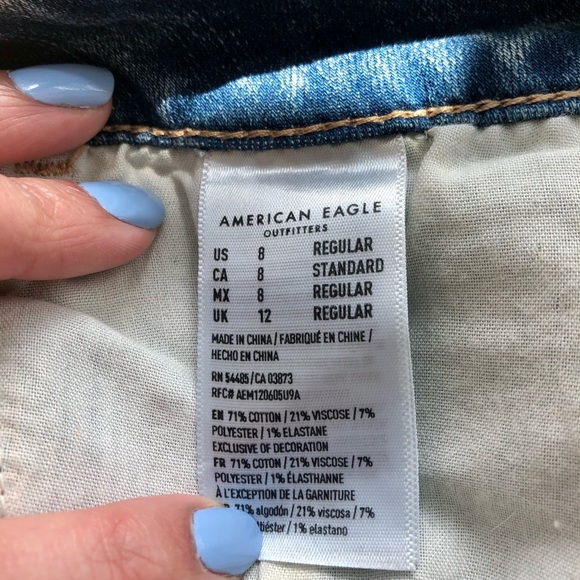 AMERICAN EAGLE
OUTFITTERS
US 8 REGULAR
CA 8 STANDARD
MX 8 REGULAR
UK 12 REGULAR
MADE IN CHINA / FABRIQUÉ EN CHINE /
HECHO EN CHINA
RN 54485 / CA 03873
RFC# AEM120605U9A
EN 71% COTTON / 21% VISCOSE / 7%
POLYESTER / 1% ELASTANE
EXCLUSIVE OF DECORATION
FR 71% COTON / 21% VISCOSE / 7%
POLYESTER / 1% ÉLASTHANNE
À L'EXCEPTION DE LA GARNITURE
71% algodón / 21% viscosa / 7%
/ 1% elastano